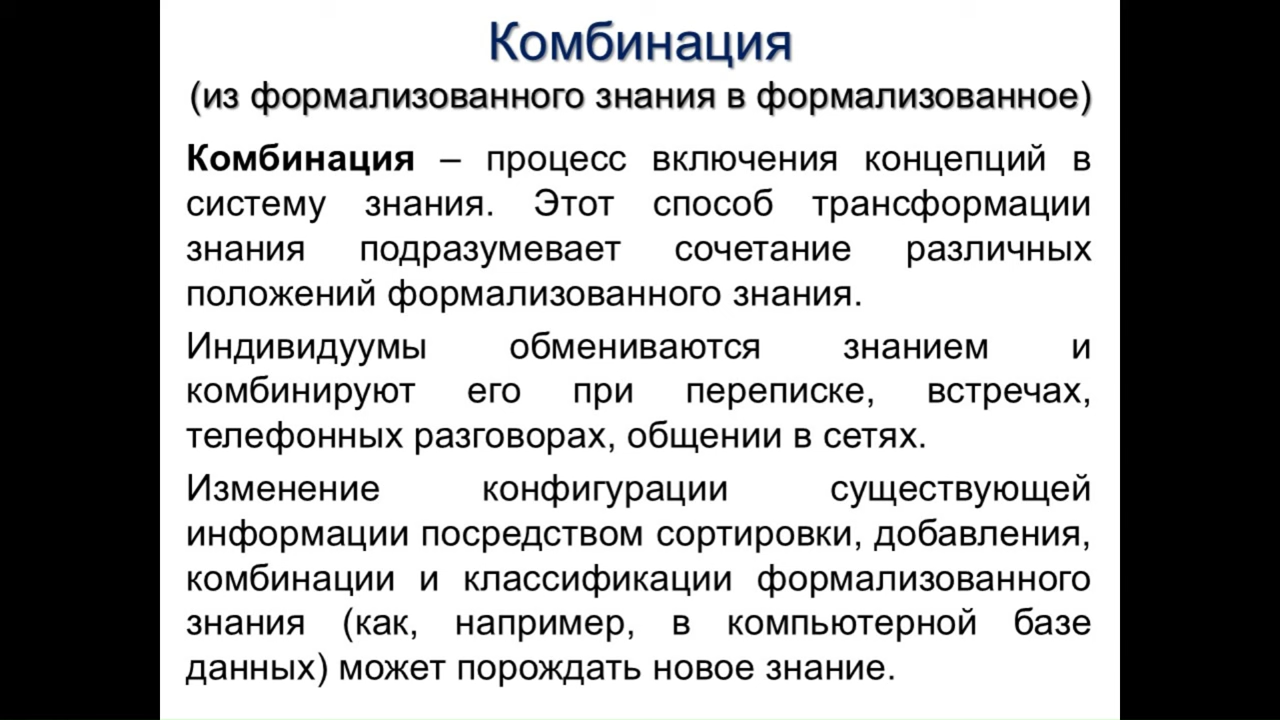 Комбинация
(из формализованного знания в формализованное)
Комбинация – процесс включения концепций в
систему знания. Этот способ трансформации
знания подразумевает сочетание различных
положений формализованного знания.
Индивидуумы обмениваются знанием и
комбинируют его при переписке, встречах,
телефонных разговорах, общении в сетях.
Изменение конфигурации существующей
информации посредством сортировки, добавления,
комбинации и классификации формализованного
знания (как, например, в компьютерной базе
данных) может порождать новое знание.